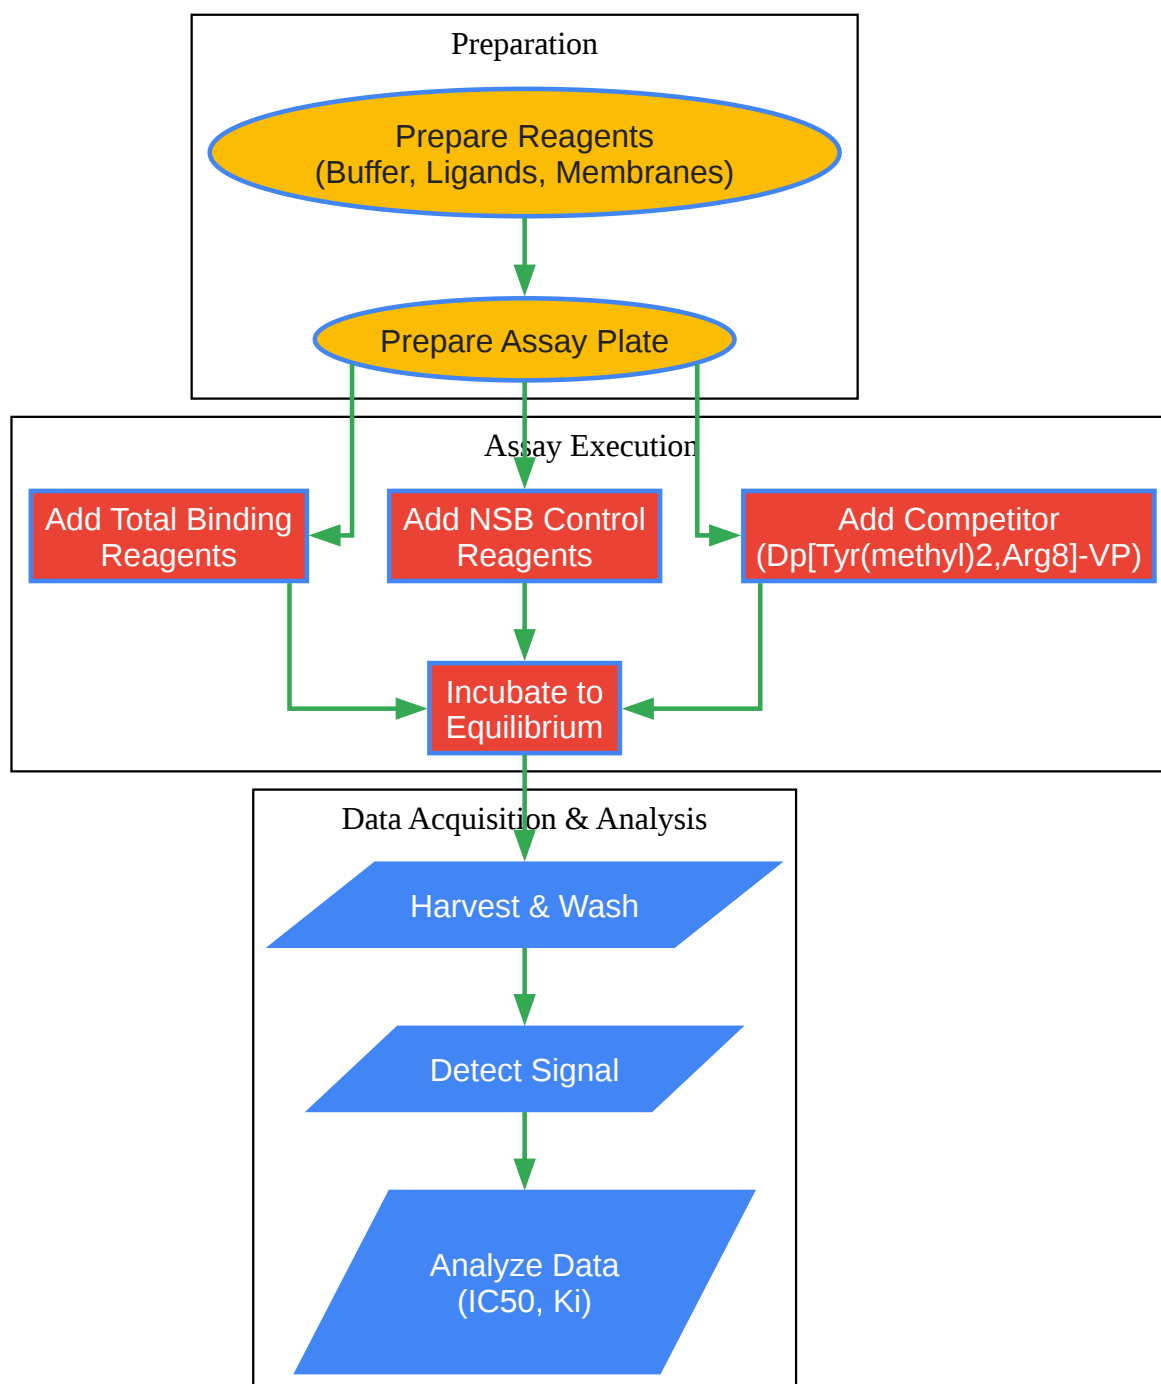 Preparation
Prepare Reagents
(Buffer, Ligands, Membranes)
Prepare Assay Plate
Assay Execution
Add Total Binding
Reagents
Add NSB Control
Reagents
Add Competitor
(Dp[Tyr(methyl)2,Arg8]-VP)
Incubate to
Equilibrium
Data Acquisition & Analysis
Harvest & Wash
Detect Signal
Analyze Data
(IC50, Ki)